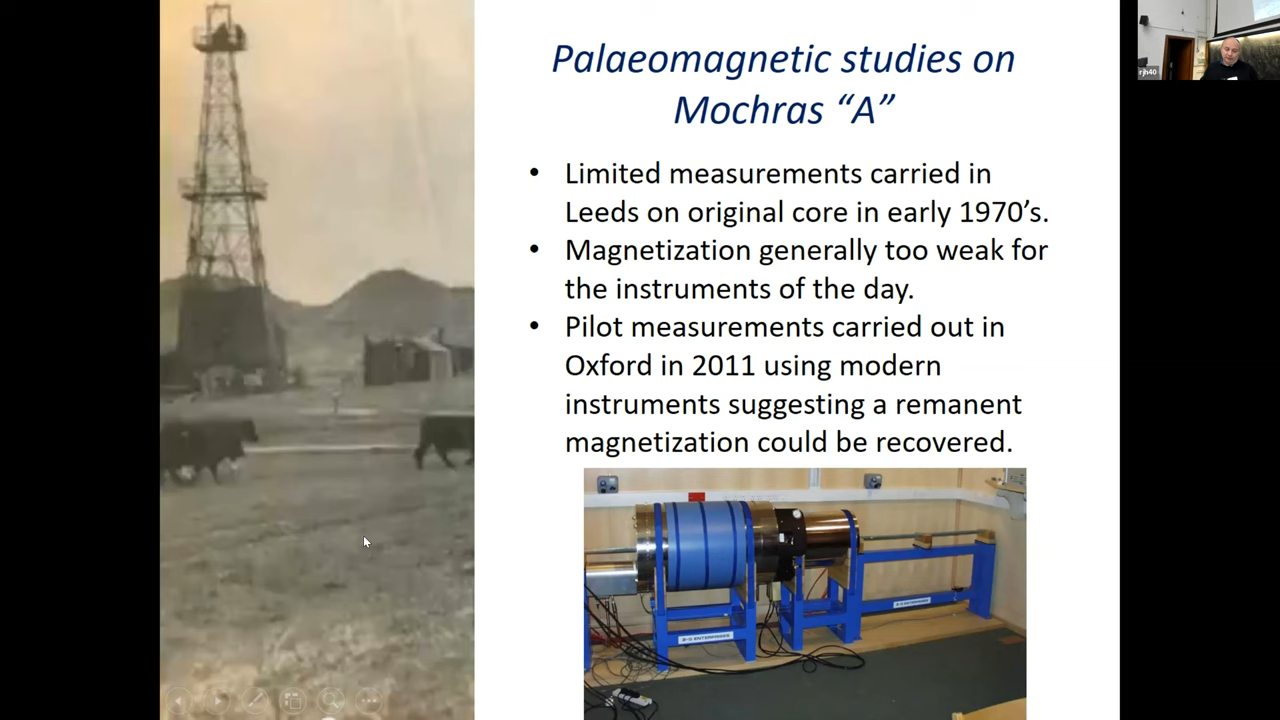 Palaeomagnetic studies on
Mochras “A”
• Limited measurements carried in
Leeds on original core in early 1970’s.
• Magnetization generally too weak for
the instruments of the day.
• Pilot measurements carried out in
Oxford in 2011 using modern
instruments suggesting a remanent
magnetization could be recovered.
rjh40